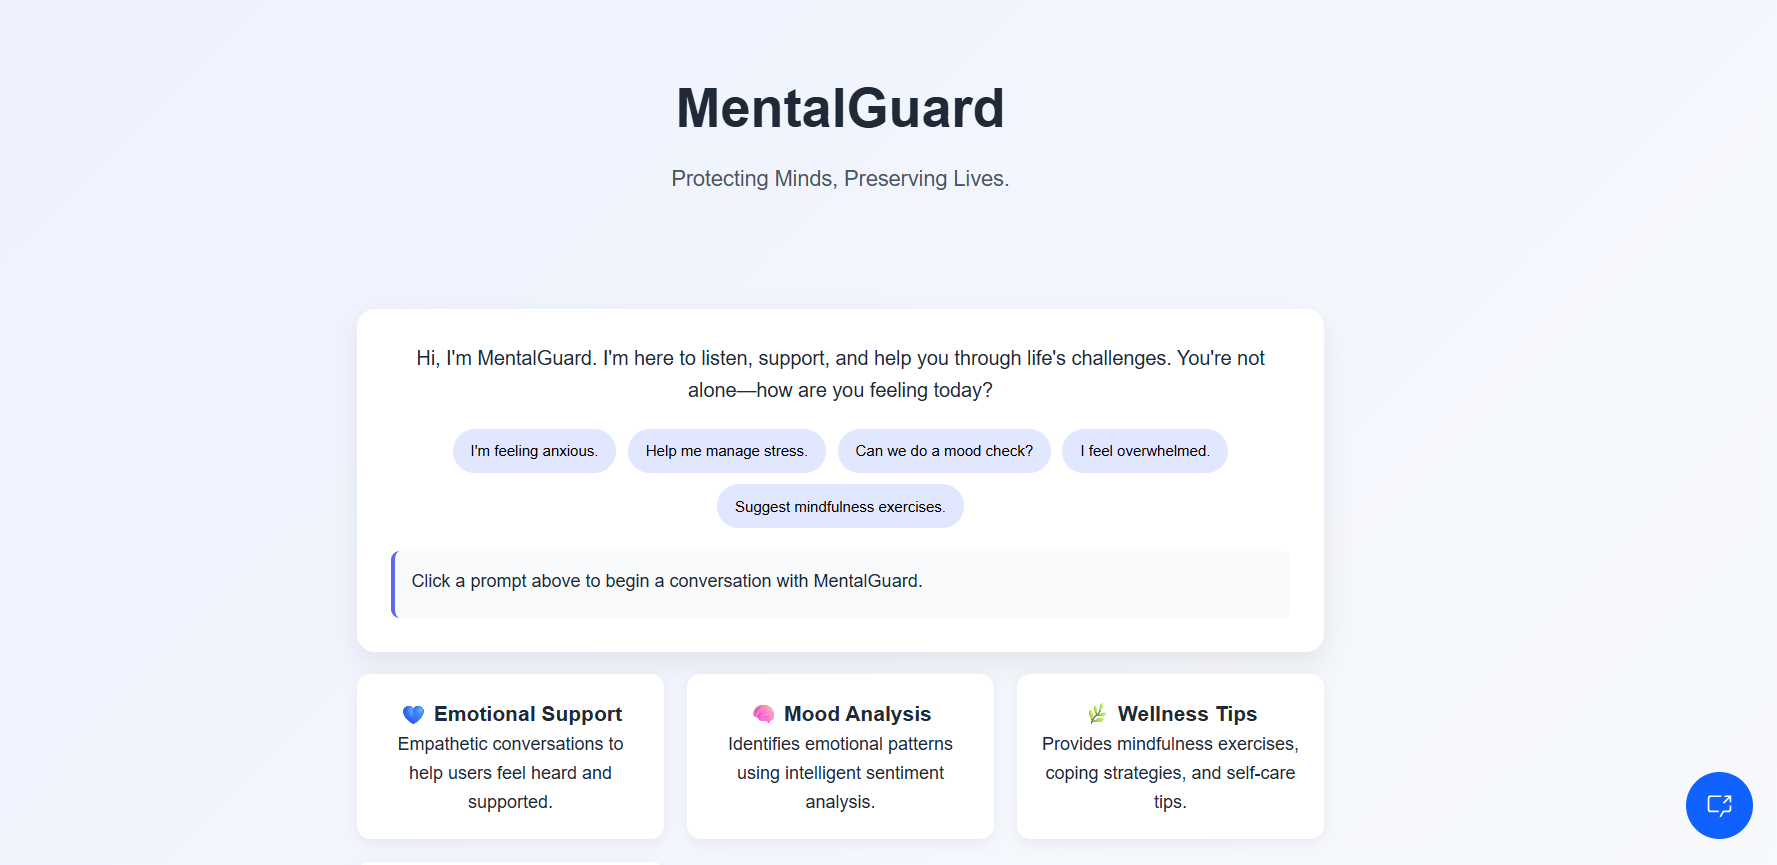 MentalGuard
Protecting Minds, Preserving Lives.
Hi, I'm MentalGuard. I'm here to listen, support, and help you through life's challenges. You're not
alone—how are you feeling today?
I'm feeling anxious.
Help me manage stress.
Can we do a mood check?
I feel overwhelmed.
Suggest mindfulness exercises.
Click a prompt above to begin a conversation with MentalGuard.
Emotional Support
Empathetic conversations to
help users feel heard and
supported.
Mood Analysis
Identifies emotional patterns
using intelligent sentiment
analysis.
Wellness Tips
Provides mindfulness exercises,
coping strategies, and self-care
tips.